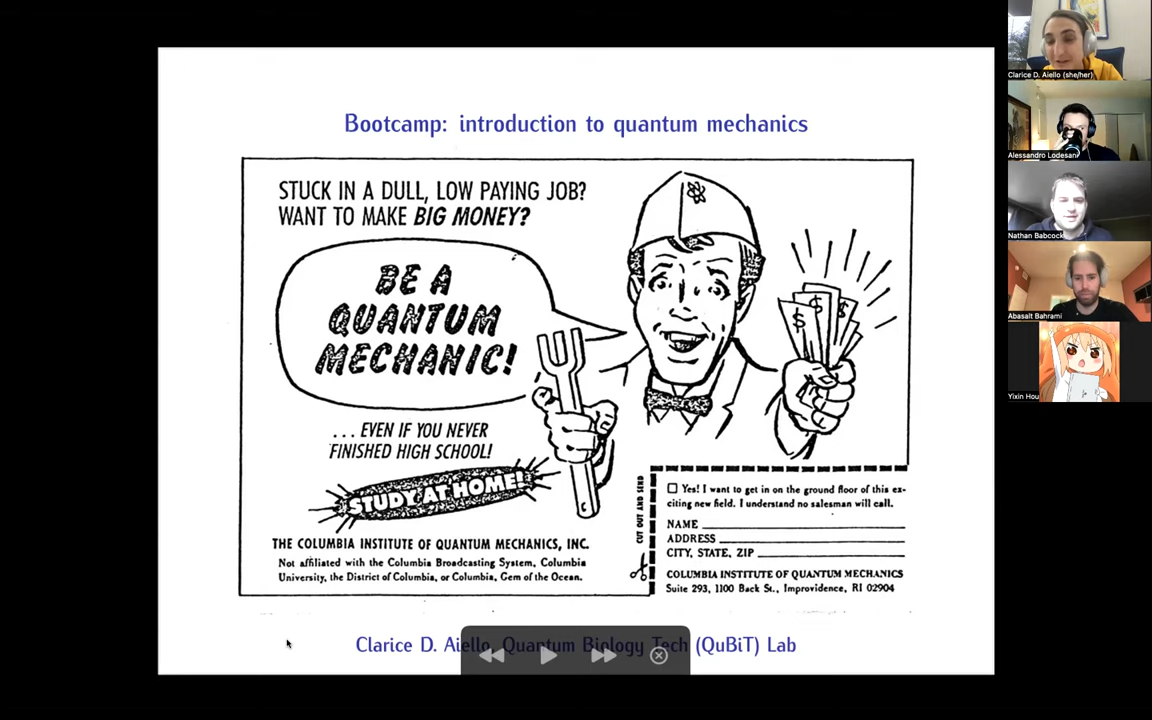 Bootcamp: introduction to quantum mechanics
STUCK IN A DULL, LOW PAYING JOB?
WANT TO MAKE BIG MONEY?
BE A
QUANTUM
MECHANIC!
. . . EVEN IF YOU NEVER
FINISHED HIGH SCHOOL!
STUDY AT HOME!
THE COLUMBIA INSTITUTE OF QUANTUM MECHANICS, INC.
Not affiliated with the Columbia Broadcasting System, Columbia
University, the District of Columbia, or Columbia, Gem of the Ocean.
$
$
$
CUT OUT AND SEND
Yes! I want to get in on the ground floor of this ex-
citing new field. I understand no salesman will call.
NAME
ADDRESS
CITY, STATE, ZIP
COLUMBIA INSTITUTE OF QUANTUM MECHANICS
Suite 293, 1100 Back St., Improvidence, RI 02904
Clarice D. Aiello, Quantum Biology Tech (QuBiT) Lab
Clarice D. Aiello (she/her)
Alessandro Lodesani
Nathan Babcock
Abasalt Bahrami
Yixin Hou